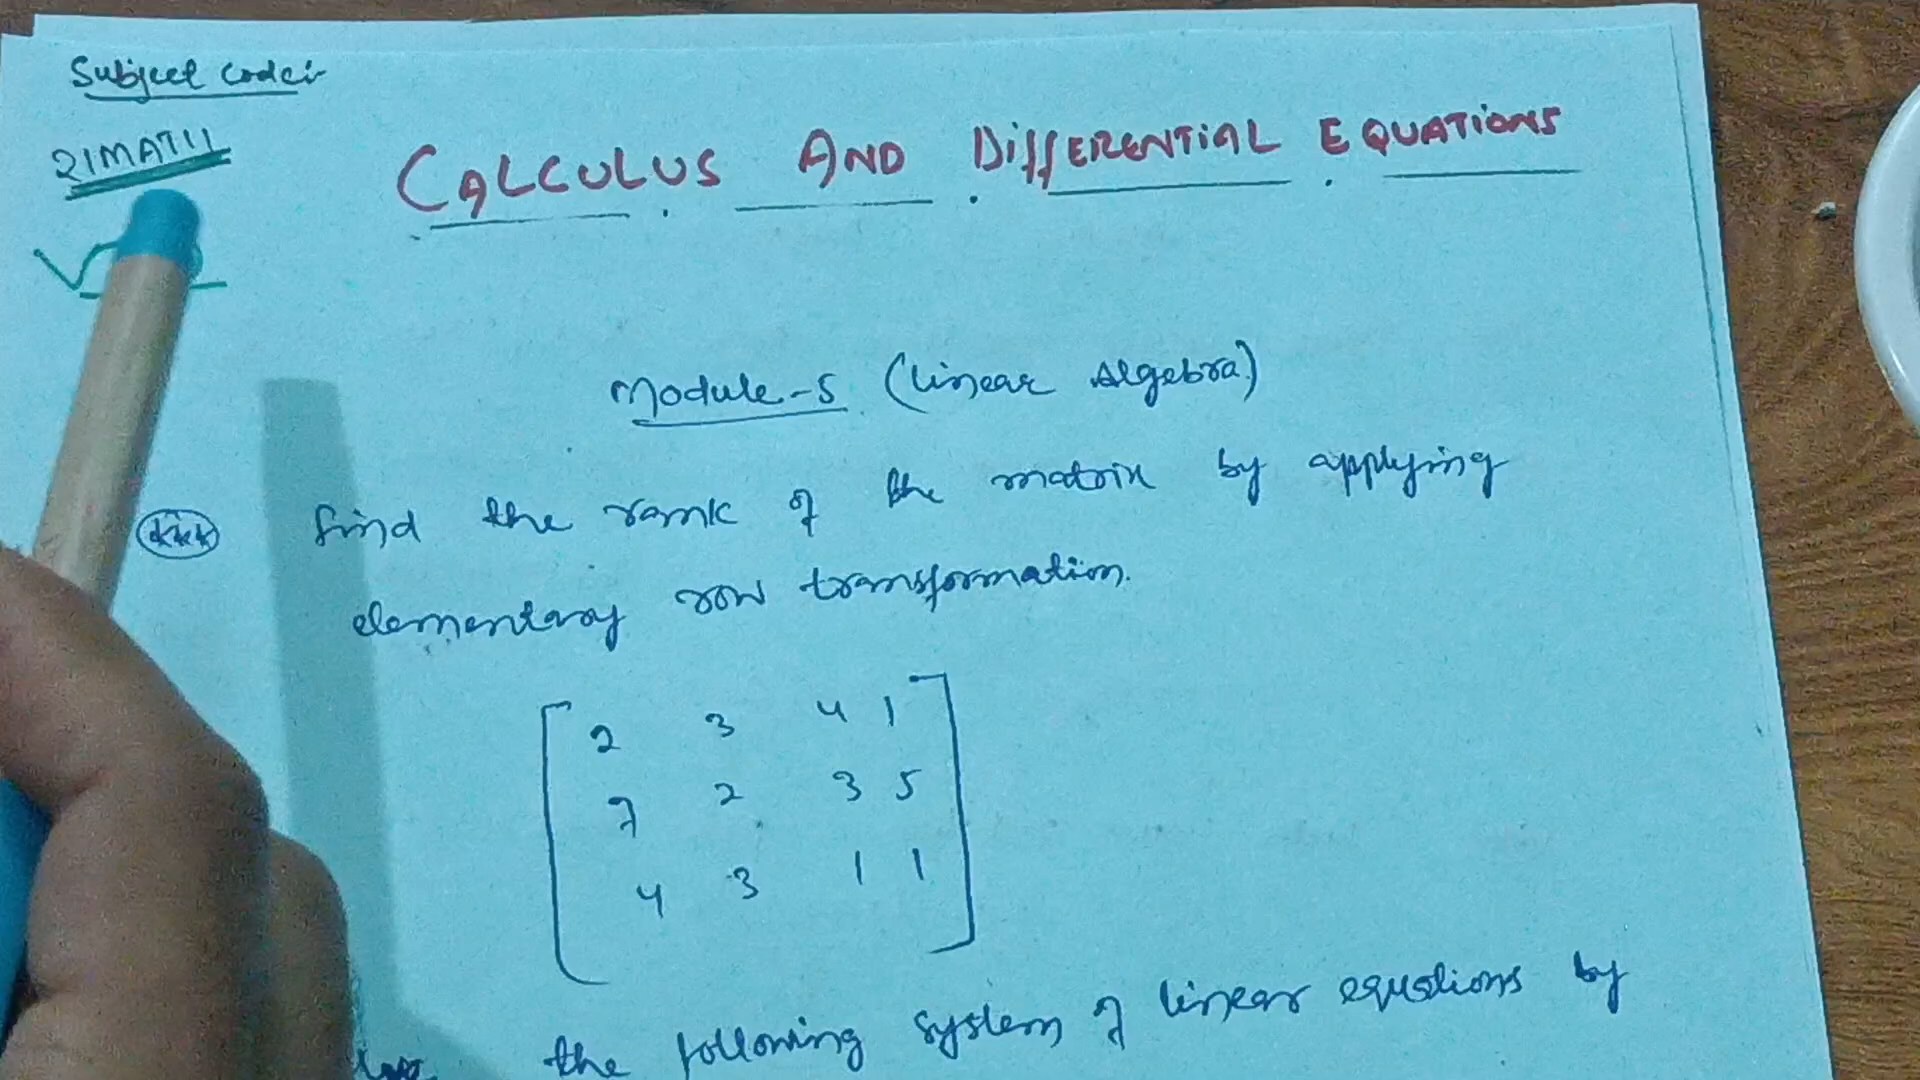 Subject code:-
21MAT11
CALCULUS AND DIFFERENTIAL EQUATIONS
Module-5 (Linear Algebra)
*** Find the rank of the matrix by applying
elementary row transformation.
2 3 4 1
7 2 3 5
4 3 1 1
the following system of linear equations by